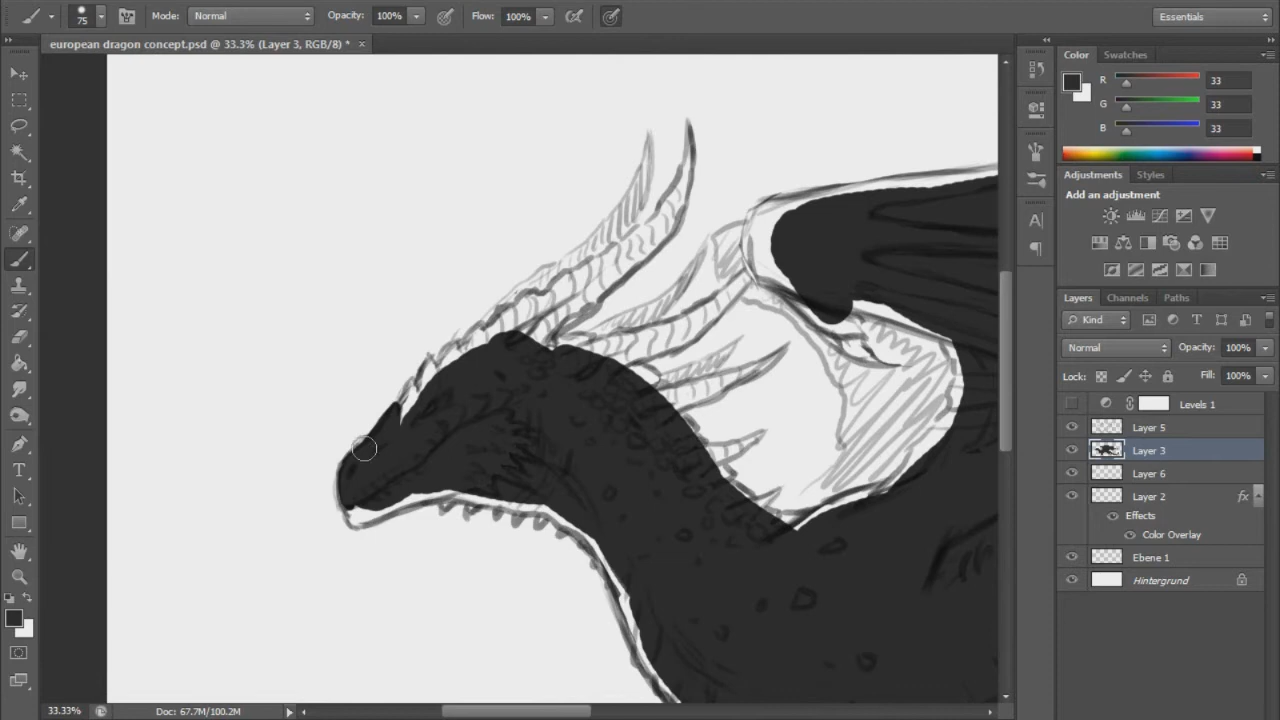 75 Mode: Normal Opacity: 100% Flow: 100% Essentials
european dragon concept.psd @ 33.3% (Layer 3, RGB/8) * ×
Color Swatches
R 33
G 33
B 33
Adjustments Styles
Add an adjustment
Layers Channels Paths
Kind
Normal Opacity: 100%
Lock: Fill: 100%
Levels 1
Layer 5
Layer 3
Layer 6
Layer 2 fx
Effects
Color Overlay
Ebene 1
Hintergrund
33.33% Doc: 67.7M/100.2M